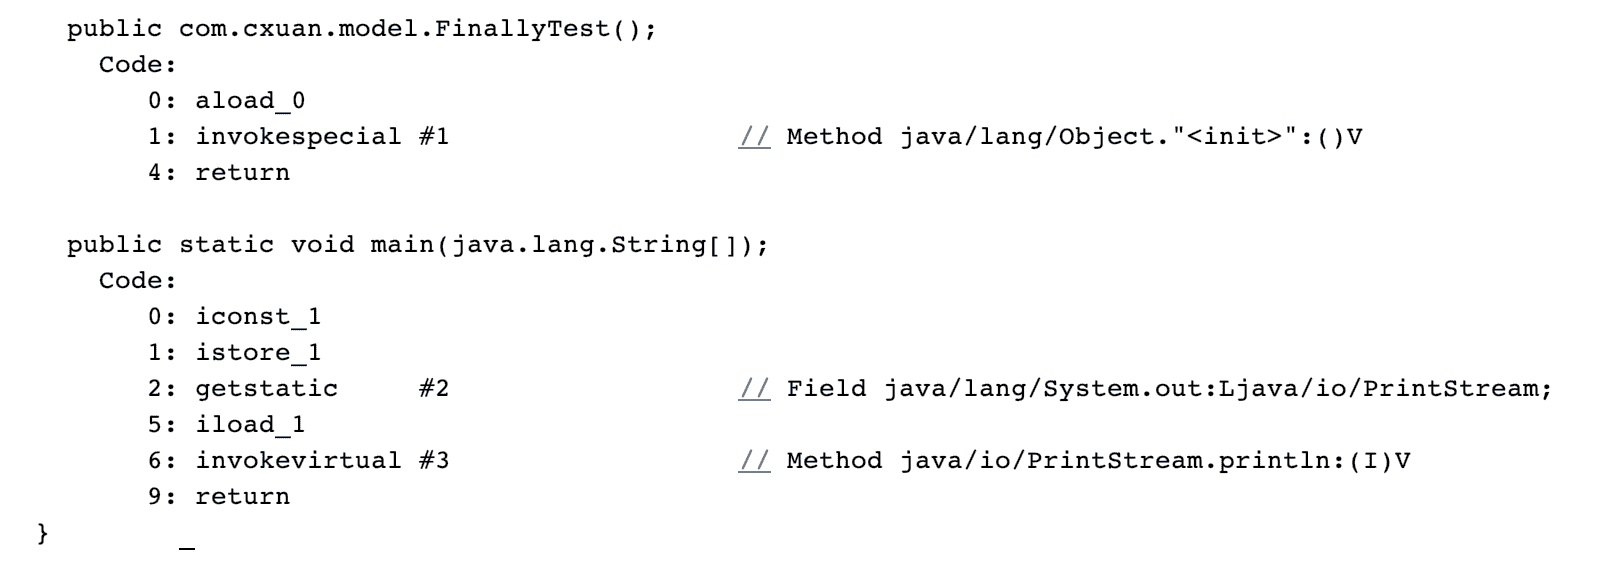 public com.cxuan.model.FinallyTest();
Code:
0: aload_0
1: invokespecial #1 // Method java/lang/Object."<init>":()V
4: return
public static void main(java.lang.String[]);
Code:
0: iconst_1
1: istore_1
2: getstatic #2 // Field java/lang/System.out:Ljava/io/PrintStream;
5: iload_1
6: invokevirtual #3 // Method java/io/PrintStream.println:(I)V
9: return
}
_